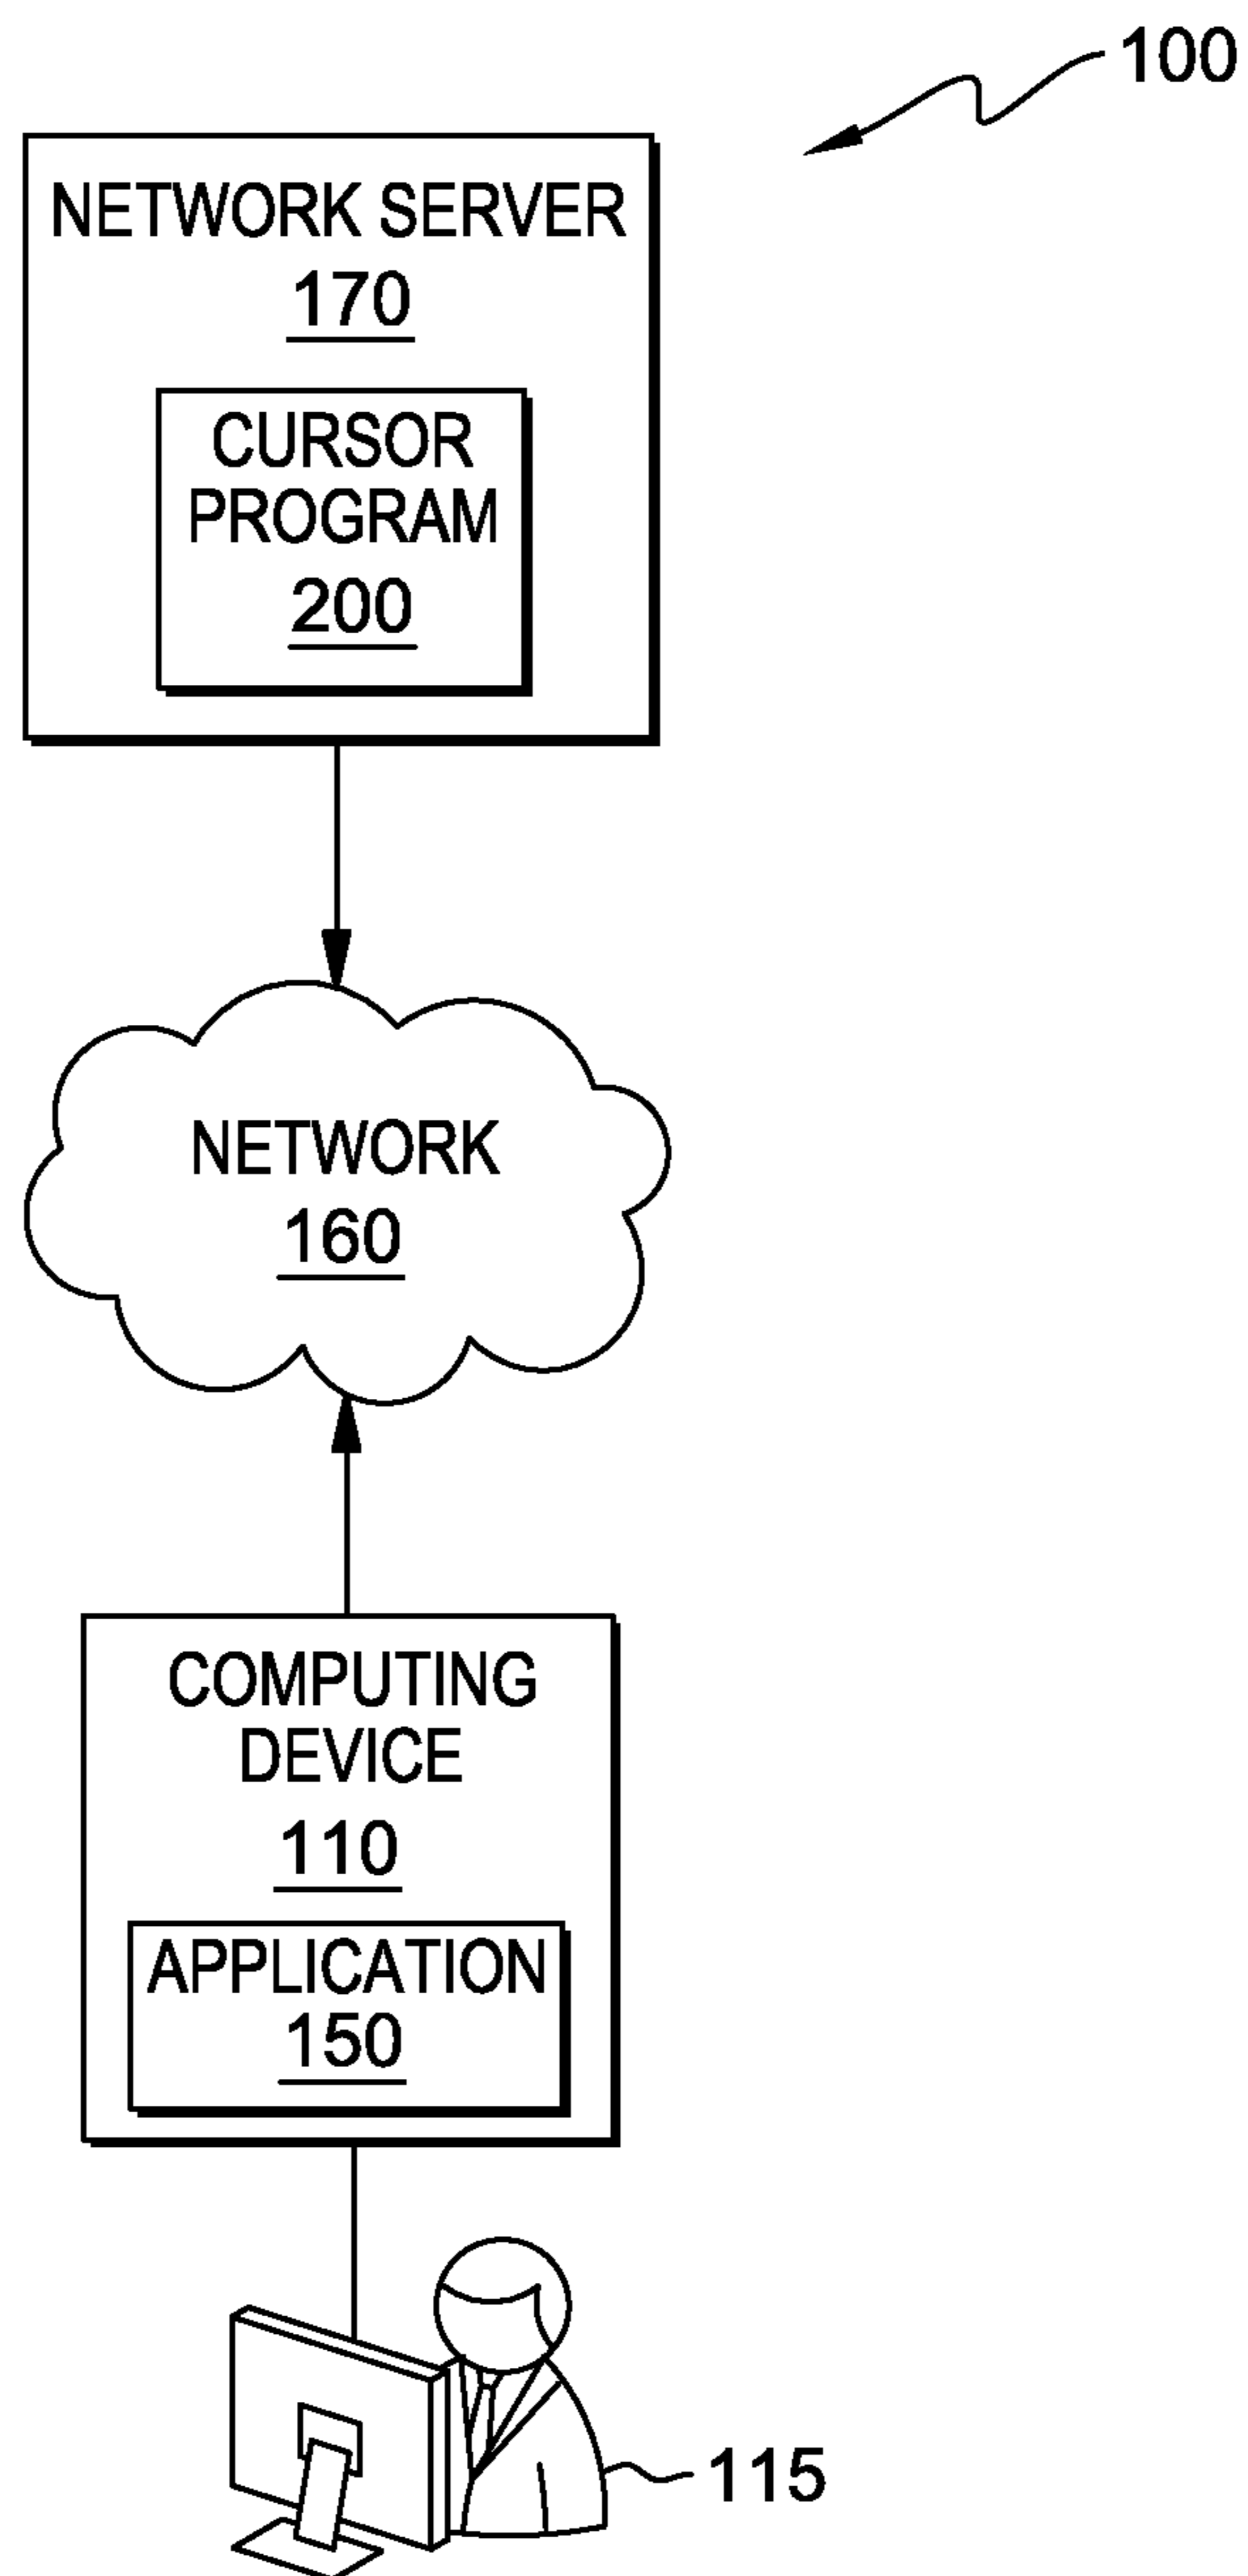 100
NETWORK SERVER
170
CURSOR
PROGRAM
200
NETWORK
160
COMPUTING
DEVICE
110
APPLICATION
150
115